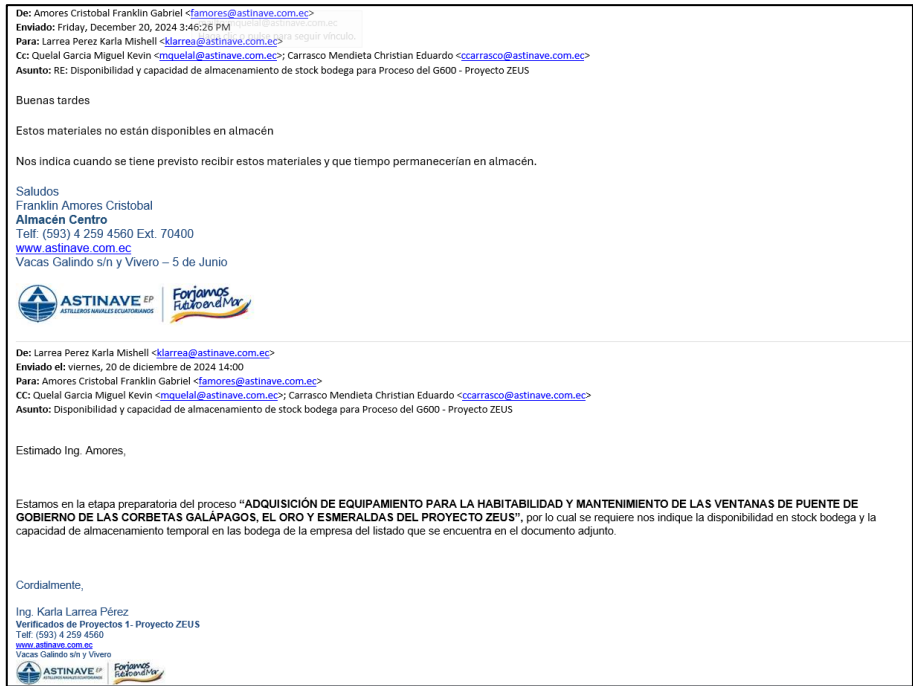 De: Amores Cristobal Franklin Gabriel <famores@astinave.com.ec>
Enviado: Friday, December 20, 2024 3:46:26 PM
Para: Larrea Perez Karla Mishell <klarrea@astinave.com.ec>
Cc: Quelal Garcia Miguel Kevin <mquelal@astinave.com.ec>; Carrasco Mendieta Christian Eduardo <ccarrasco@astinave.com.ec>
Asunto: RE: Disponibilidad y capacidad de almacenamiento de stock bodega para Proceso del G600 - Proyecto ZEUS
Buenas tardes
Estos materiales no están disponibles en almacén
Nos indica cuando se tiene previsto recibir estos materiales y que tiempo permanecerían en almacén.
Saludos
Franklin Amores Cristobal
Almacén Centro
Telf: (593) 4 259 4560 Ext. 70400
www.astinave.com.ec
Vacas Galindo s/n y Vivero – 5 de Junio
ASTINAVE EP
ASTILLEROS NAVALES ECUATORIANOS
Forjamos
Futuro en el Mar
De: Larrea Perez Karla Mishell <klarrea@astinave.com.ec>
Enviado el: viernes, 20 de diciembre de 2024 14:00
Para: Amores Cristobal Franklin Gabriel <famores@astinave.com.ec>
CC: Quelal Garcia Miguel Kevin <mquelal@astinave.com.ec>; Carrasco Mendieta Christian Eduardo <ccarrasco@astinave.com.ec>
Asunto: Disponibilidad y capacidad de almacenamiento de stock bodega para Proceso del G600 - Proyecto ZEUS
Estimado Ing. Amores,
Estamos en la etapa preparatoria del proceso “ADQUISICIÓN DE EQUIPAMIENTO PARA LA HABITABILIDAD Y MANTENIMIENTO DE LAS VENTANAS DE PUENTE DE
GOBIERNO DE LAS CORBETAS GALÁPAGOS, EL ORO Y ESMERALDAS DEL PROYECTO ZEUS”, por lo cual se requiere nos indique la disponibilidad en stock bodega y la
capacidad de almacenamiento temporal en las bodega de la empresa del listado que se encuentra en el documento adjunto.
Cordialmente,
Ing. Karla Larrea Pérez
Verificados de Proyectos 1- Proyecto ZEUS
Telf: (593) 4 259 4560
www.astinave.com.ec
Vacas Galindo s/n y Vivero
ASTINAVE EP
ASTILLEROS NAVALES ECUATORIANOS
Forjamos
Futuro en el Mar